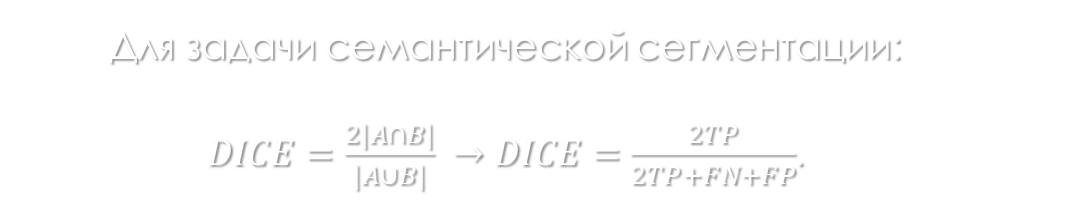 Для задачи семантической сегментации:
DICE = 2|A∩B| / |A∪B| → DICE = 2TP / 2TP+FN+FP.